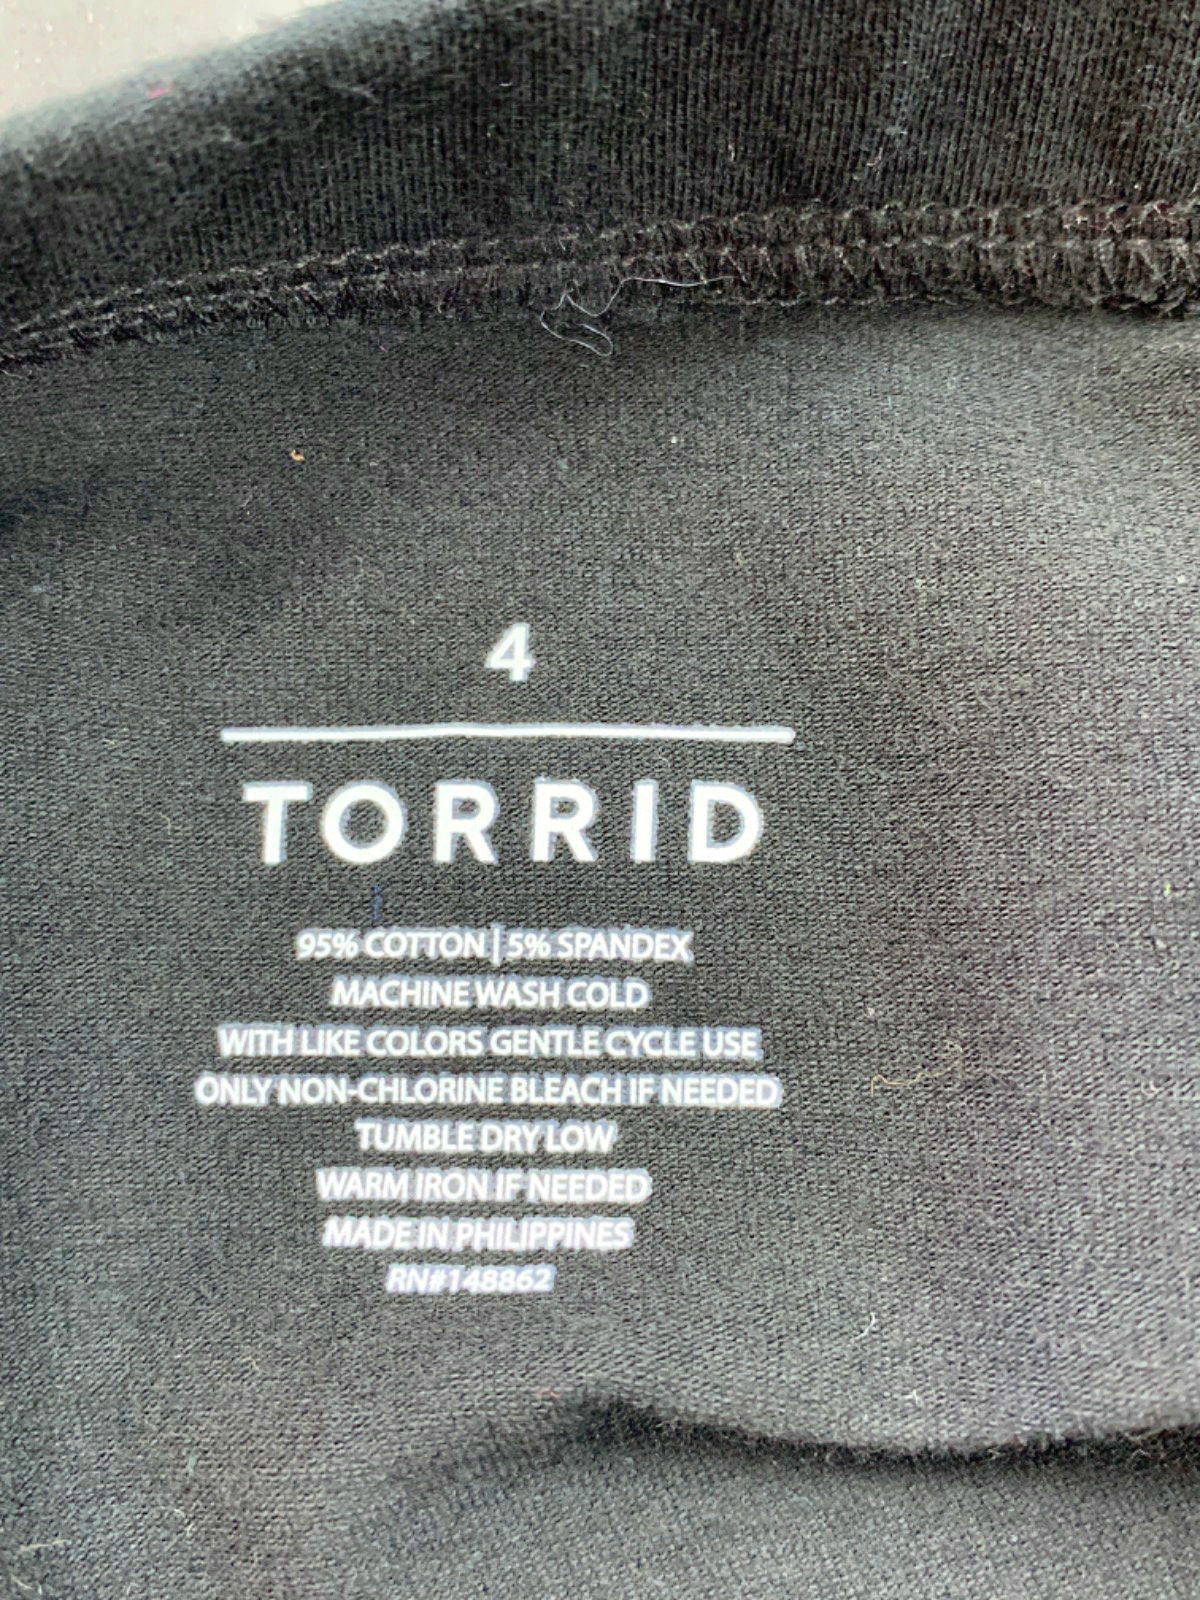 4
TORRID
95% COTTON | 5% SPANDEX
MACHINE WASH COLD
WITH LIKE COLORS GENTLE CYCLE USE
ONLY NON-CHLORINE BLEACH IF NEEDED
TUMBLE DRY LOW
WARM IRON IF NEEDED
MADE IN PHILIPPINES
RN#148862